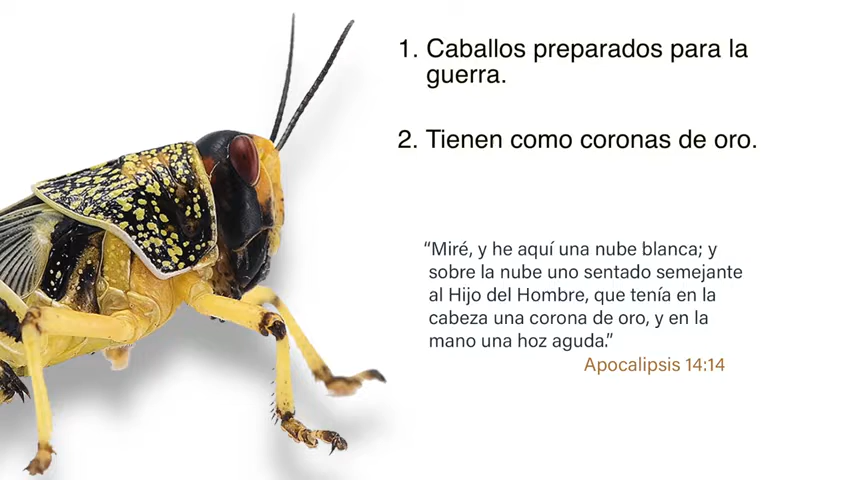 1. Caballos preparados para la
guerra.
2. Tienen como coronas de oro.
“Miré, y he aquí una nube blanca; y
sobre la nube uno sentado semejante
al Hijo del Hombre, que tenía en la
cabeza una corona de oro, y en la
mano una hoz aguda.”
Apocalipsis 14:14